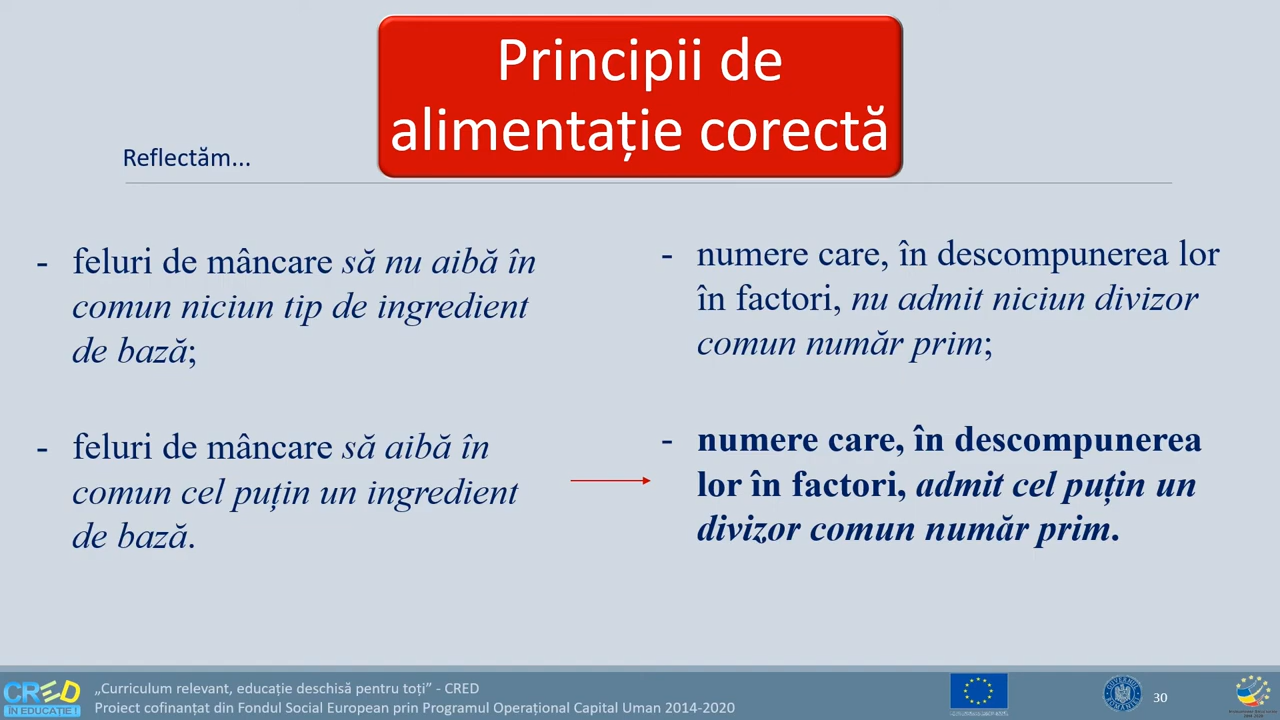 Principii de
alimentație corectă
Reflectăm...
- feluri de mâncare să nu aibă în
comun niciun tip de ingredient
de bază;
- feluri de mâncare să aibă în
comun cel puțin un ingredient
de bază.
- numere care, în descompunerea lor
în factori, nu admit niciun divizor
comun număr prim;
- numere care, în descompunerea
lor în factori, admit cel puțin un
divizor comun număr prim.
CRED
ÎN EDUCAȚIE !
„Curriculum relevant, educație deschisă pentru toți” - CRED
Proiect cofinanțat din Fondul Social European prin Programul Operațional Capital Uman 2014-2020
30